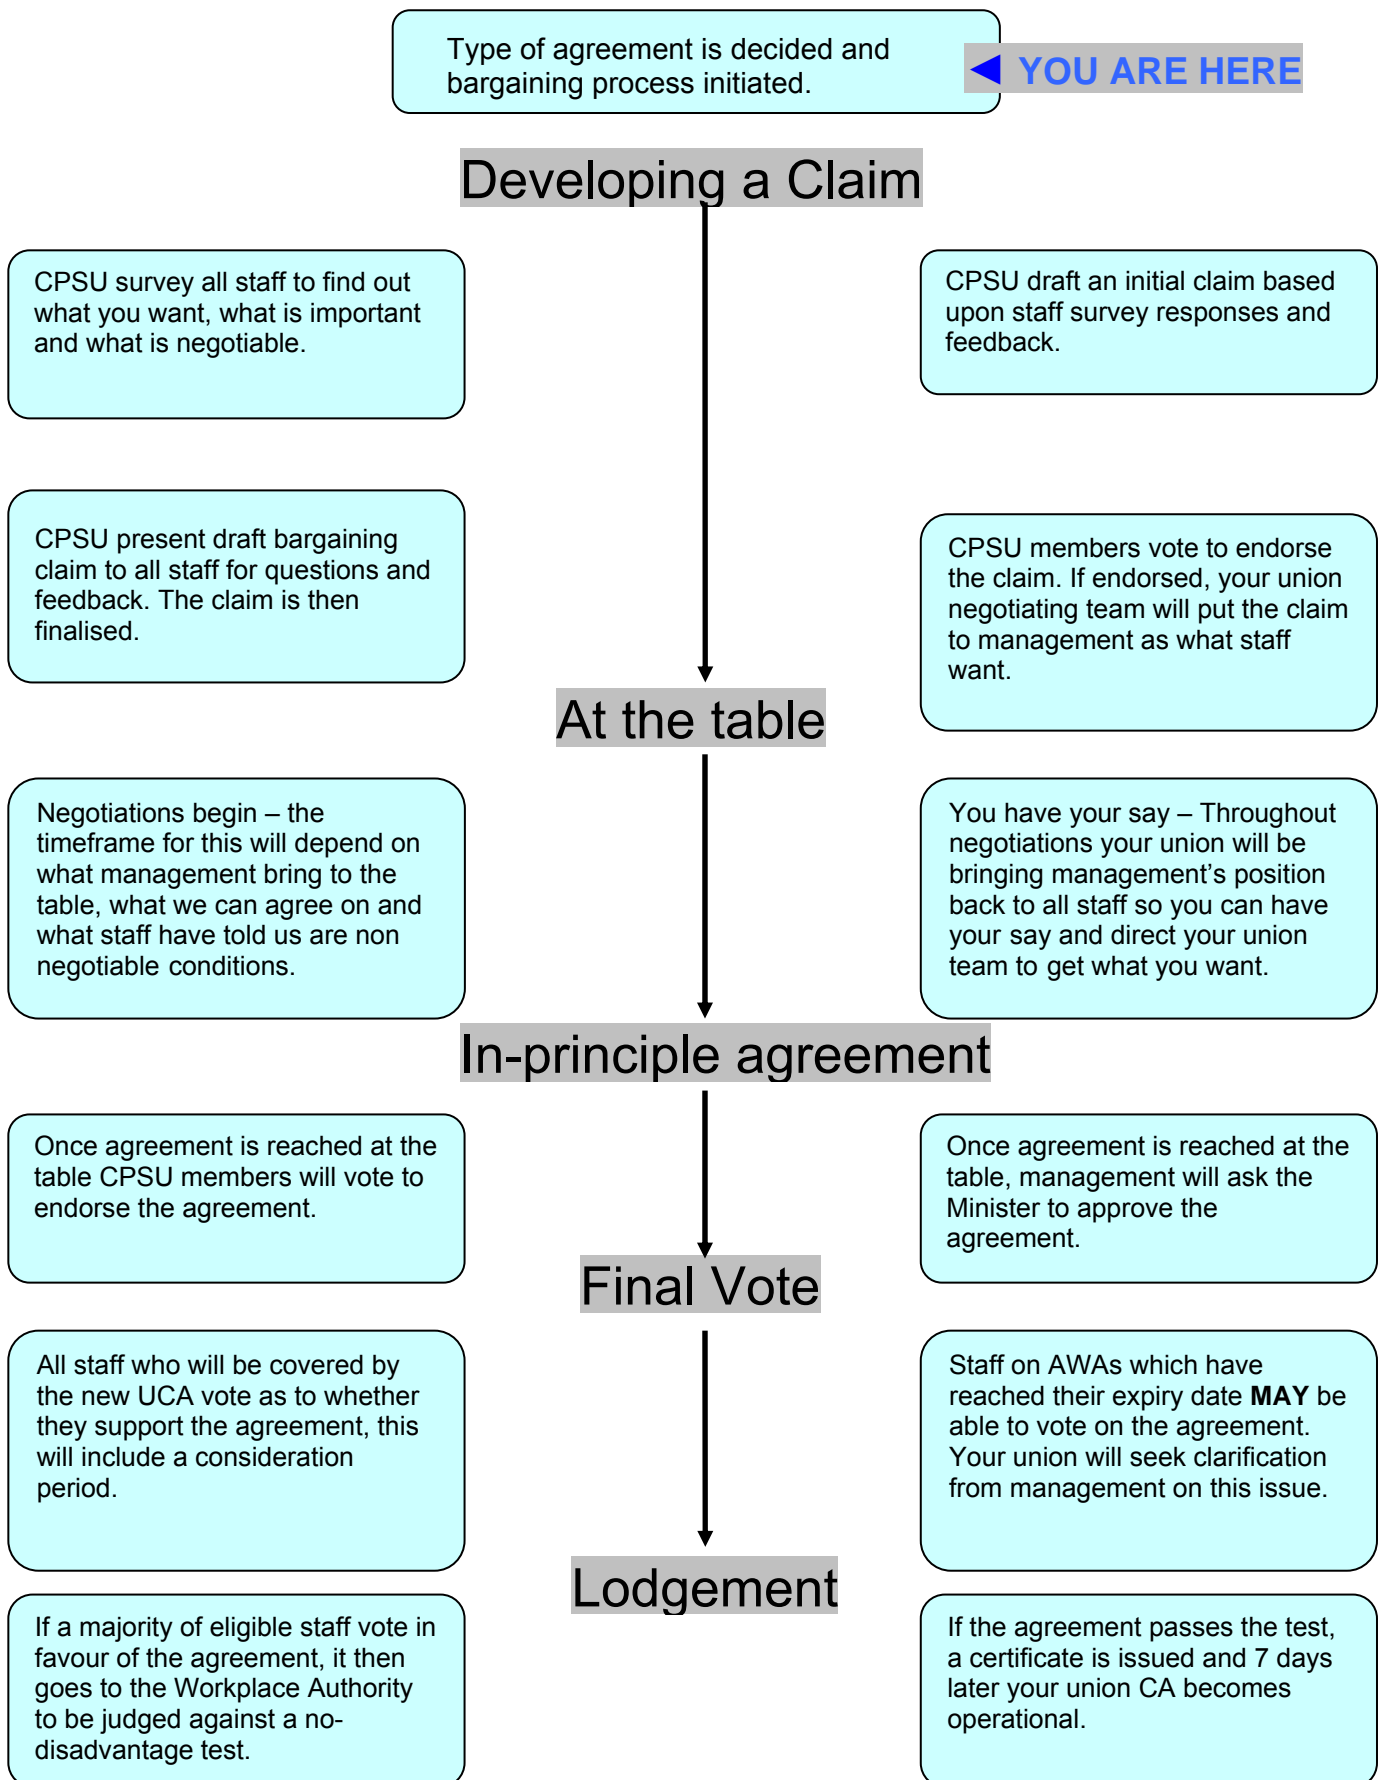 Type of agreement is decided and
bargaining process initiated.
◄ YOU ARE HERE
Developing a Claim
CPSU survey all staff to find out
what you want, what is important
and what is negotiable.
CPSU draft an initial claim based
upon staff survey responses and
feedback.
CPSU present draft bargaining
claim to all staff for questions and
feedback. The claim is then
finalised.
CPSU members vote to endorse
the claim. If endorsed, your union
negotiating team will put the claim
to management as what staff
want.
At the table
Negotiations begin – the
timeframe for this will depend on
what management bring to the
table, what we can agree on and
what staff have told us are non
negotiable conditions.
You have your say – Throughout
negotiations your union will be
bringing management’s position
back to all staff so you can have
your say and direct your union
team to get what you want.
In-principle agreement
Once agreement is reached at the
table CPSU members will vote to
endorse the agreement.
Once agreement is reached at the
table, management will ask the
Minister to approve the
agreement.
Final Vote
All staff who will be covered by
the new UCA vote as to whether
they support the agreement, this
will include a consideration
period.
Staff on AWAs which have
reached their expiry date MAY be
able to vote on the agreement.
Your union will seek clarification
from management on this issue.
Lodgement
If a majority of eligible staff vote in
favour of the agreement, it then
goes to the Workplace Authority
to be judged against a no-
disadvantage test.
If the agreement passes the test,
a certificate is issued and 7 days
later your union CA becomes
operational.